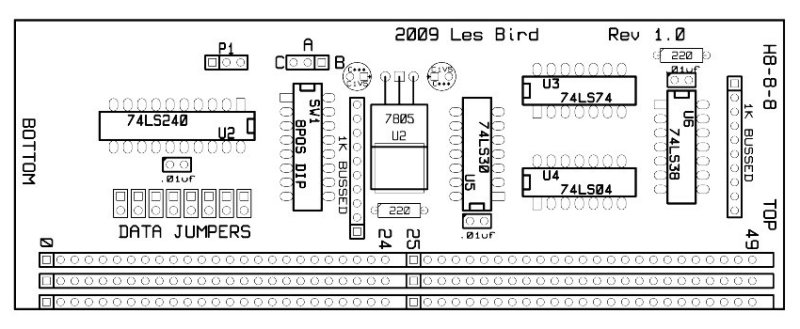 2009 Les Bird
Rev 1.0
H8-8-8
P1
A
C
B
220
.01uf
74LS240
U2
SW1
8POS DIP
1K BUSSED
7805
U2
74LS30
U5
U3
74LS74
U4
74LS04
U6
74LS38
1K BUSSED
BOTTOM
TOP
.01uf
220
.01uf
DATA JUMPERS
0
24
25
49